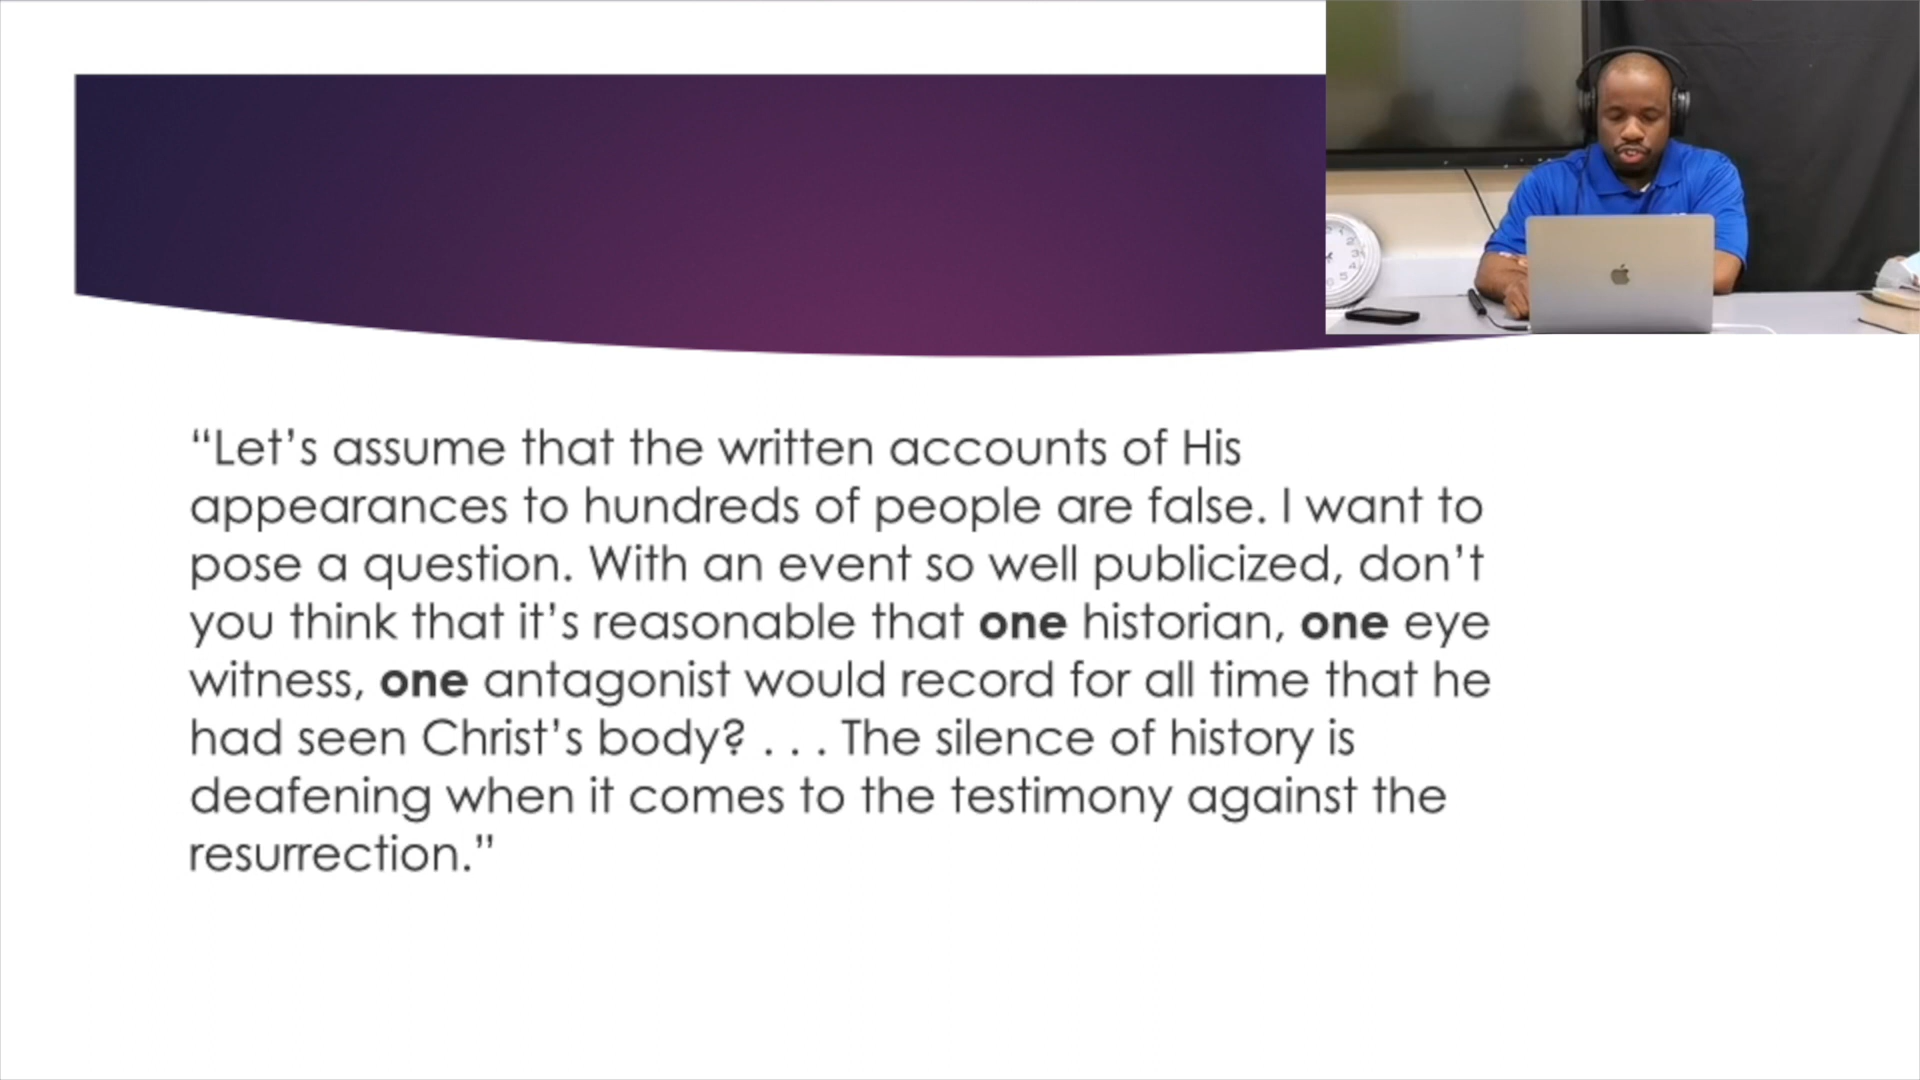 “Let’s assume that the written accounts of His
appearances to hundreds of people are false. I want to
pose a question. With an event so well publicized, don’t
you think that it’s reasonable that one historian, one eye
witness, one antagonist would record for all time that he
had seen Christ’s body? . . . The silence of history is
deafening when it comes to the testimony against the
resurrection.”